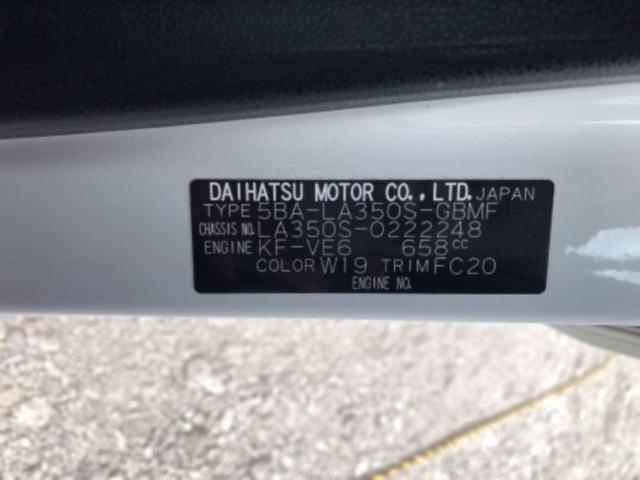 DAIHATSU MOTOR CO.,LTD. JAPAN
TYPE 5BA-LA350S-GBMF
CHASSIS NO. LA350S-0222248
ENGINE KF-VE6 658cc
COLOR W19 TRIM FC20
ENGINE NO.